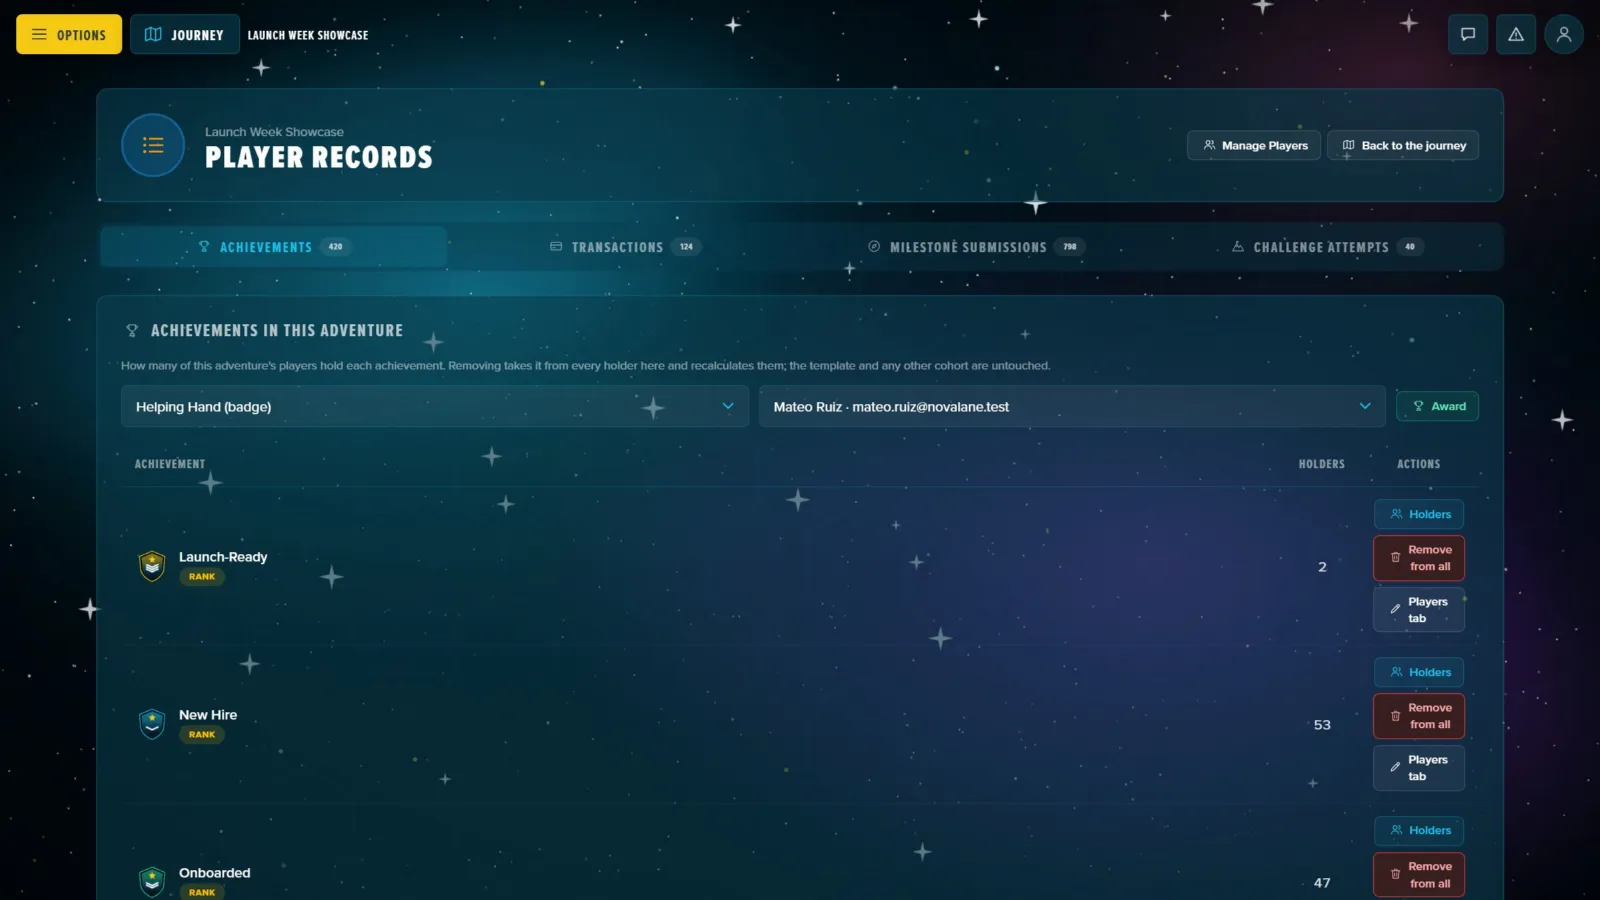 OPTIONS
JOURNEY
LAUNCH WEEK SHOWCASE
Launch Week Showcase
PLAYER RECORDS
Manage Players
Back to the journey
ACHIEVEMENTS 420
TRANSACTIONS 124
MILESTONE SUBMISSIONS 798
CHALLENGE ATTEMPTS 40
ACHIEVEMENTS IN THIS ADVENTURE
How many of this adventure's players hold each achievement. Removing takes it from every holder here and recalculates them; the template and any other cohort are untouched.
Helping Hand (badge)
Mateo Ruiz · mateo.ruiz@novalane.test
Award
ACHIEVEMENT
HOLDERS
ACTIONS
Launch-Ready
RANK
2
Holders
Remove
from all
Players
tab
New Hire
RANK
53
Holders
Remove
from all
Players
tab
Onboarded
RANK
47
Holders
Remove
from all